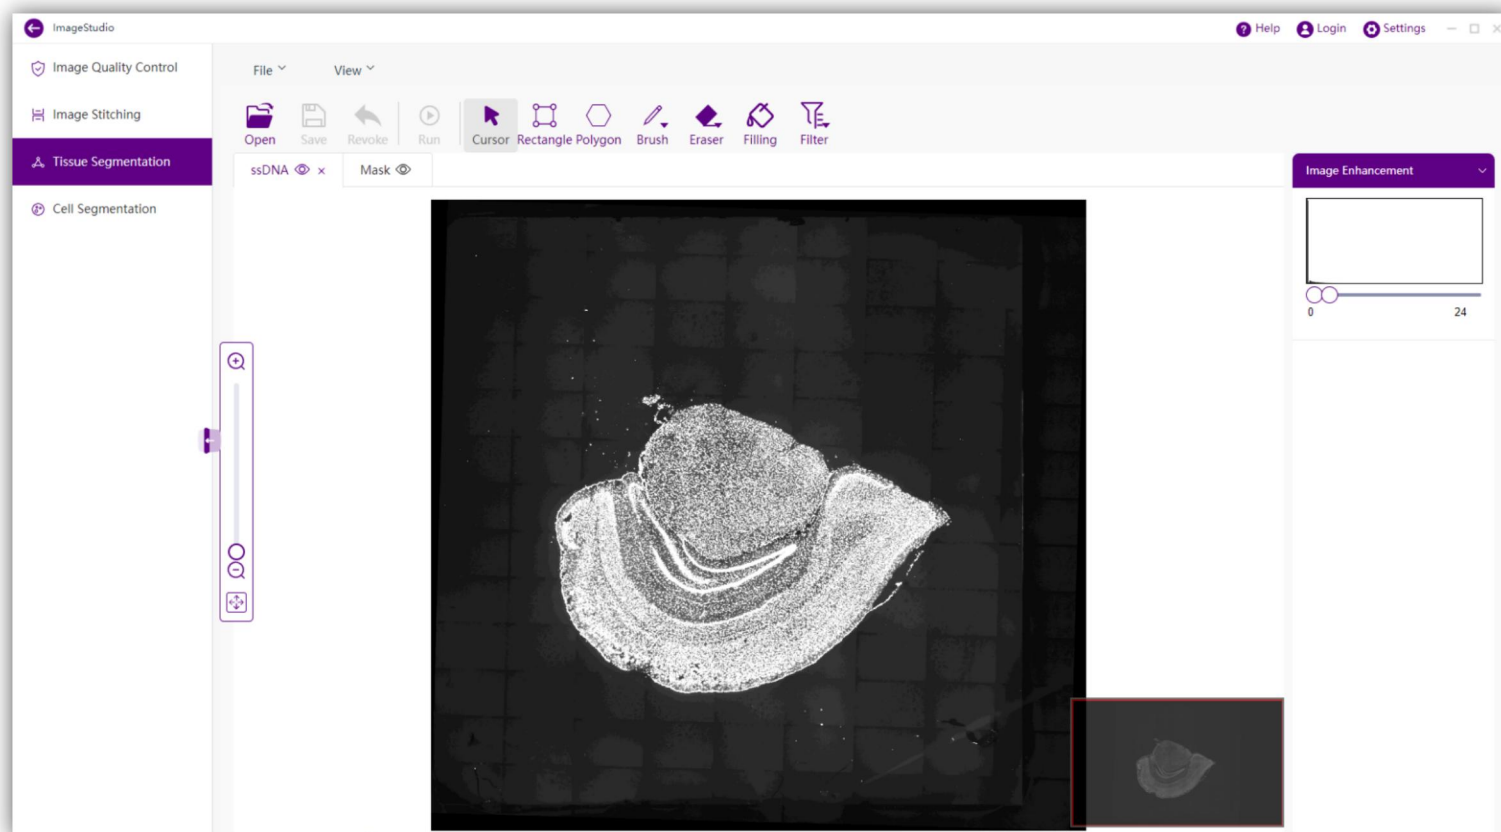 ImageStudio
Help Login Settings
Image Quality Control
Image Stitching
Tissue Segmentation
Cell Segmentation
File View
Open Save Revoke Run Cursor Rectangle Polygon Brush Eraser Filling Filter
ssDNA Mask
Image Enhancement
0 24